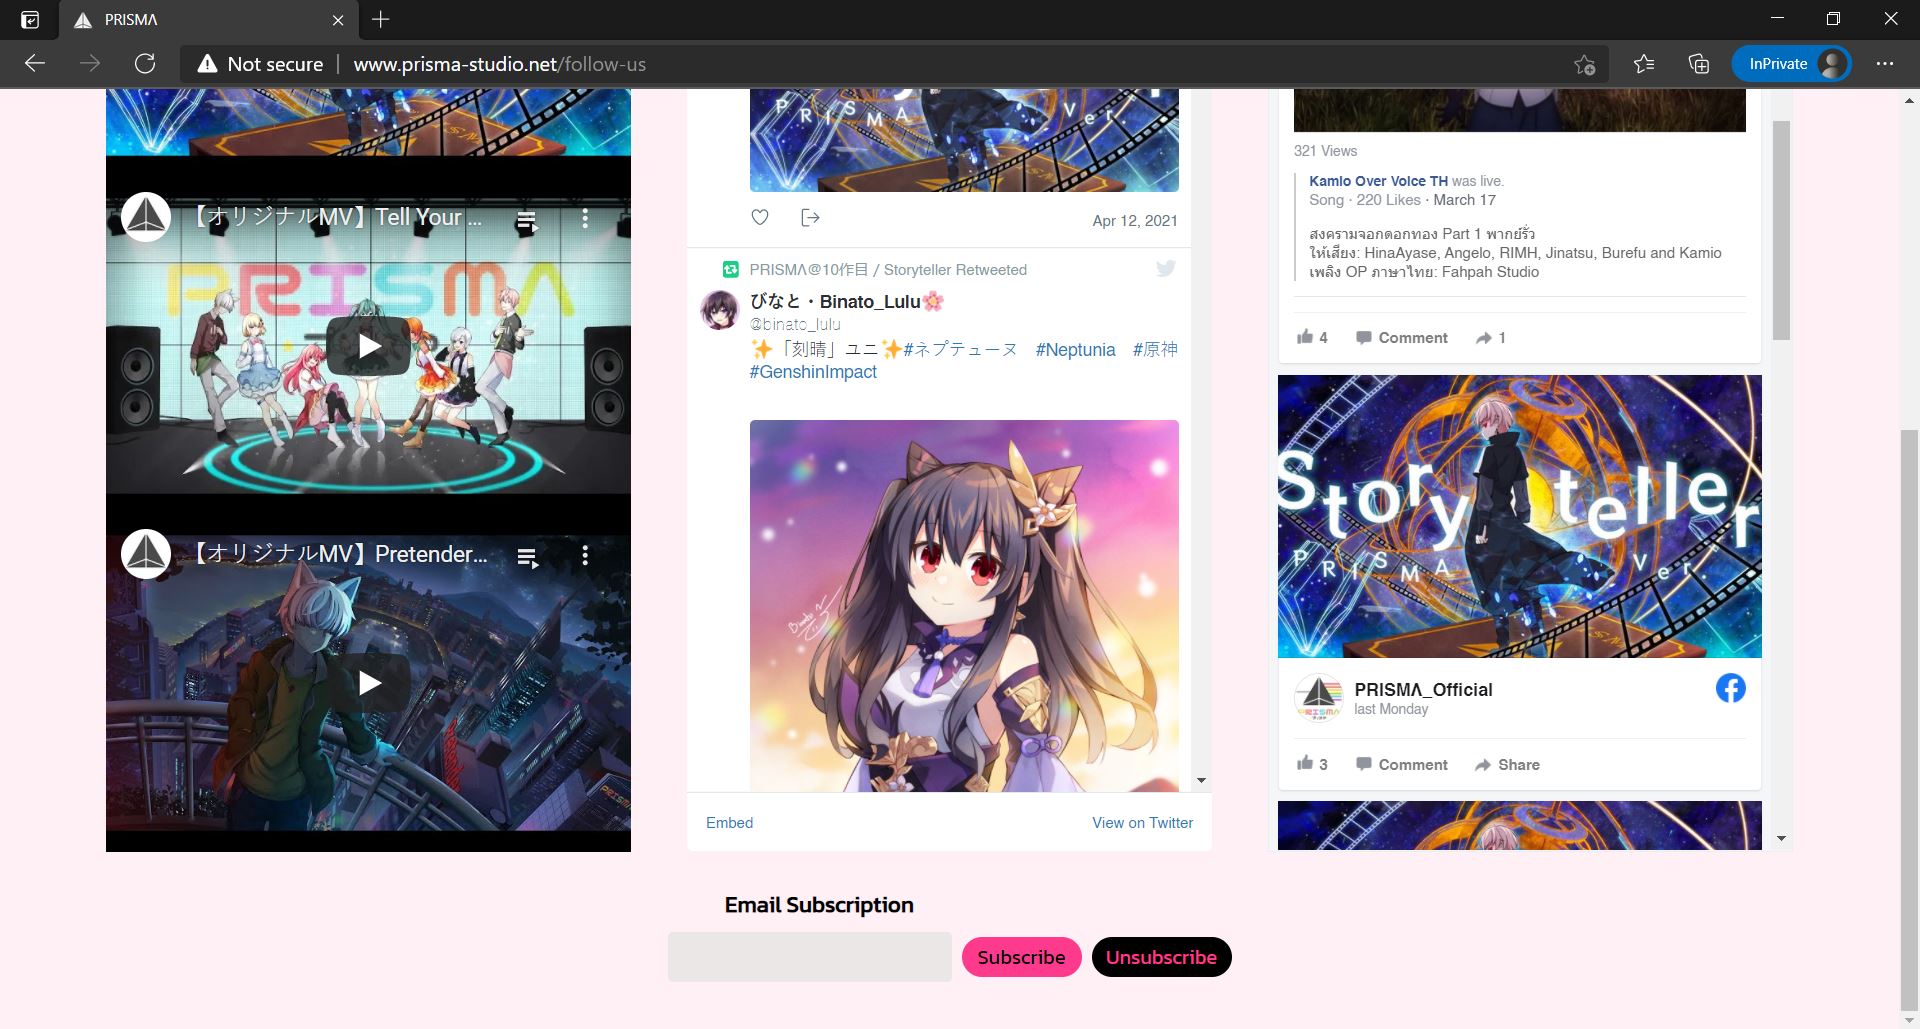 PRISMΛ
Not secure
www.prisma-studio.net/follow-us
InPrivate
【オリジナルMV】Tell Your ...
PRISMΛ
【オリジナルMV】Pretender...
PRISMΛ
PRISMΛ Ver.
Apr 12, 2021
PRISMΛ@10作目 / Storyteller Retweeted
びなと・Binato_Lulu🌸
@binato_lulu
✨「刻晴」ユニ✨#ネプテューヌ #Neptunia #原神
#GenshinImpact
Embed
View on Twitter
321 Views
Kamio Over Voice TH was live.
Song · 220 Likes · March 17
สงครามจอกดอกทอง Part 1 พากย์รั่ว
ให้เสียง: HinaAyase, Angelo, RIMH, Jinatsu, Burefu and Kamio
เพลิง OP ภาษาไทย: Fahpah Studio
4
Comment
1
Storyteller
PRISMA Ver.
PRISMΛ_Official
last Monday
3
Comment
Share
Email Subscription
Subscribe
Unsubscribe